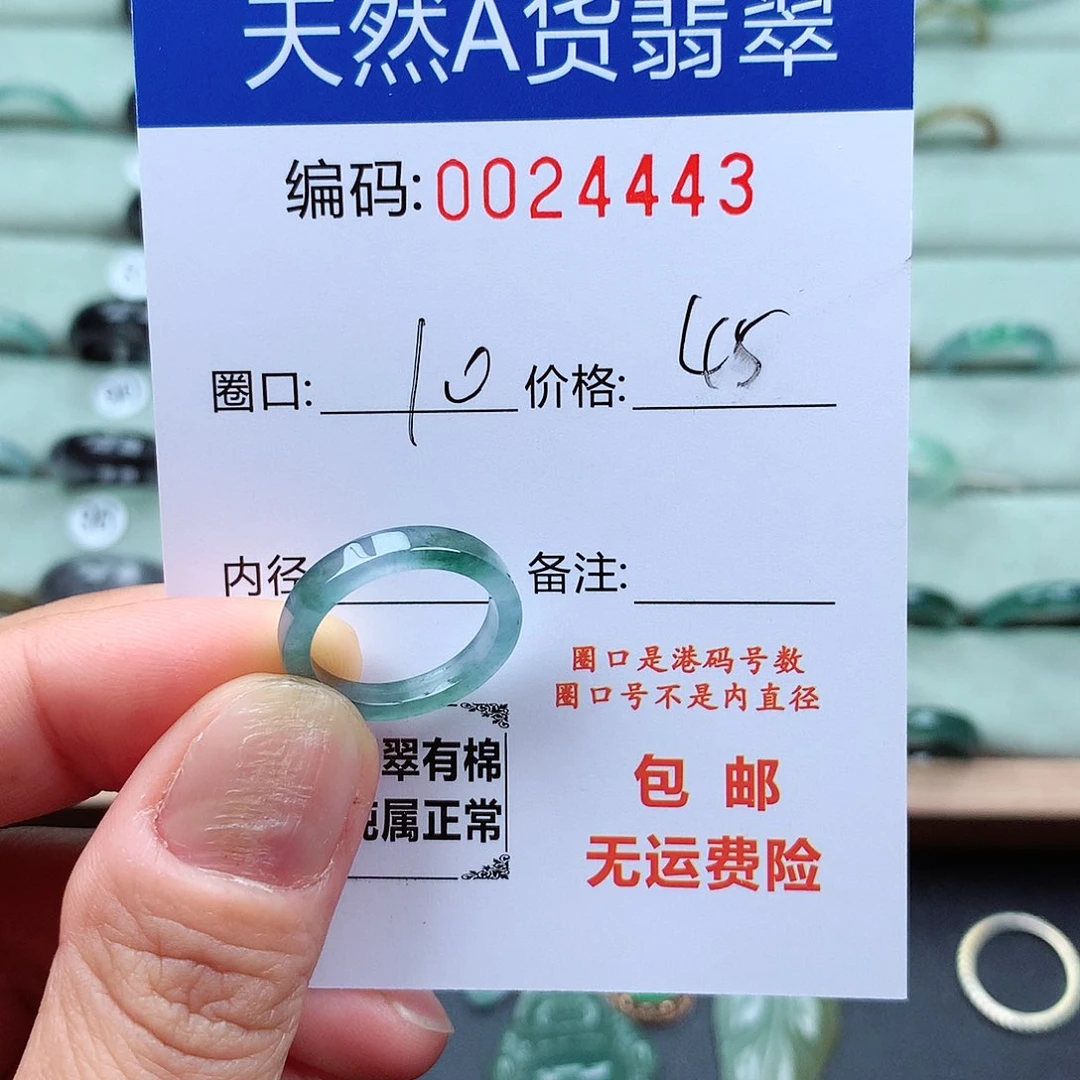 天然A货翡翠
编码:0024443
圈口: 10 价格: 45
内径 备注:
圈口是港码号数
圈口号不是内直径
翠有棉
属正常
包 邮
无运费险